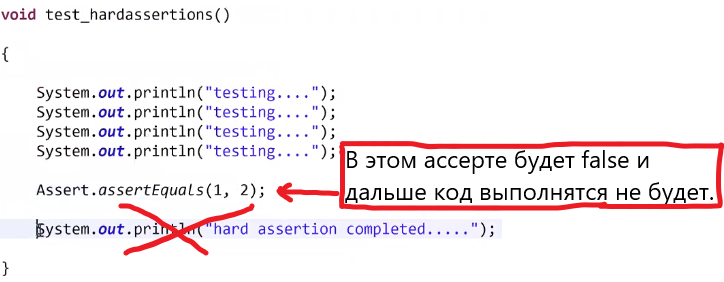 void test_hardassertions()
{
System.out.println("testing....");
System.out.println("testing....");
System.out.println("testing....");
System.out.println("testing....");
В этом ассерте будет false и
дальше код выполнятся не будет.
Assert.assertEquals(1, 2);
System.out.println("hard assertion completed.....");
}